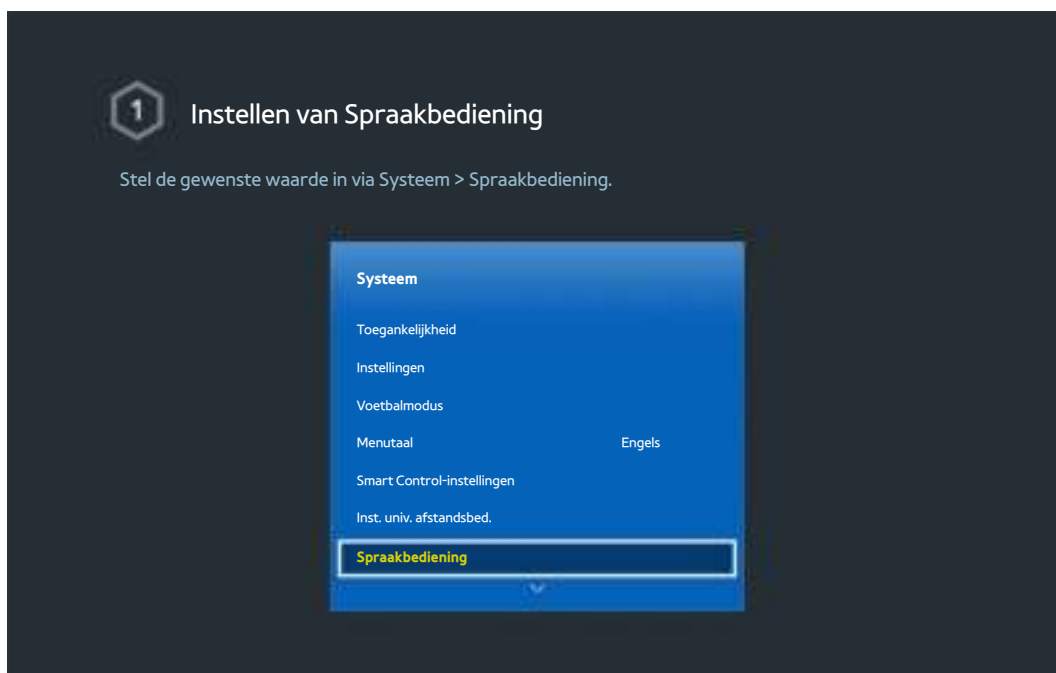 1
Instellen van Spraakbediening
Stel de gewenste waarde in via Systeem > Spraakbediening.
Systeem
Toegankelijkheid
Instellingen
Voetbalmodus
Menutaal Engels
Smart Control-instellingen
Inst. univ. afstandsbed.
Spraakbediening